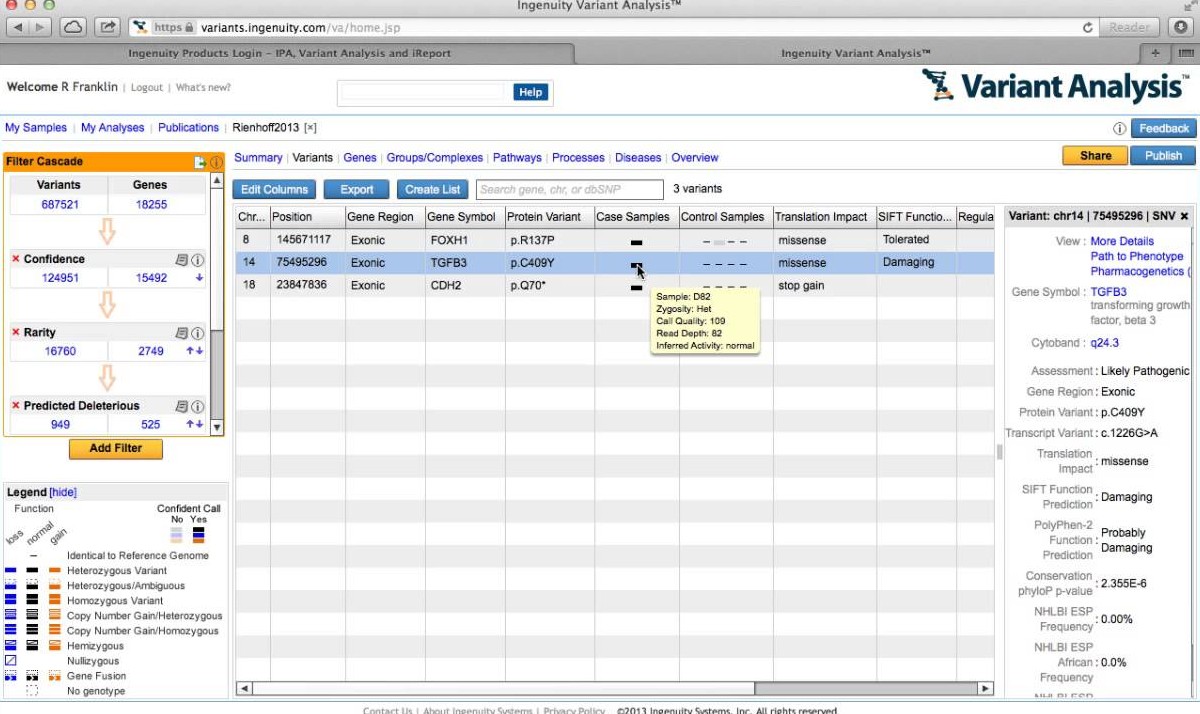 Ingenuity Variant Analysis™
https variants.ingenuity.com/va/home.jsp Reader
Ingenuity Products Login – IPA, Variant Analysis and iReport Ingenuity Variant Analysis™ +
Welcome R Franklin | Logout | What's new? Help Variant Analysis™
My Samples | My Analyses | Publications | Rienhoff2013 [×] Feedback
Filter Cascade
Variants Genes
687521 18255
× Confidence
124951 15492
× Rarity
16760 2749
× Predicted Deleterious
949 525
Add Filter
Legend [hide]
Function Confident Call
No Yes
loss normal gain
Identical to Reference Genome
Heterozygous Variant
Heterozygous/Ambiguous
Homozygous Variant
Copy Number Gain/Heterozygous
Copy Number Gain/Homozygous
Hemizygous
Nullizygous
Gene Fusion
No genotype
Summary | Variants | Genes | Groups/Complexes | Pathways | Processes | Diseases | Overview
Share Publish
Edit Columns Export Create List Search gene, chr, or dbSNP 3 variants
Chr... Position Gene Region Gene Symbol Protein Variant Case Samples Control Samples Translation Impact SIFT Functio... Regula
8 145671117 Exonic FOXH1 p.R137P missense Tolerated
14 75495296 Exonic TGFB3 p.C409Y missense Damaging
18 23847836 Exonic CDH2 p.Q70* stop gain
Sample: D82
Zygosity: Het
Call Quality: 109
Read Depth: 82
Inferred Activity: normal
Variant: chr14 | 75495296 | SNV ×
View : More Details
Path to Phenotype
Pharmacogenetics (
Gene Symbol : TGFB3
transforming growth
factor, beta 3
Cytoband : q24.3
Assessment : Likely Pathogenic
Gene Region : Exonic
Protein Variant : p.C409Y
Transcript Variant : c.1226G>A
Translation Impact : missense
SIFT Function Prediction : Damaging
PolyPhen-2 Function Prediction : Probably Damaging
Conservation phyloP p-value : 2.355E-6
NHLBI ESP Frequency : 0.00%
NHLBI ESP African Frequency : 0.0%
NHLBI ESP
Contact Us | About Ingenuity Systems | Privacy Policy ©2013 Ingenuity Systems, Inc. All rights reserved.